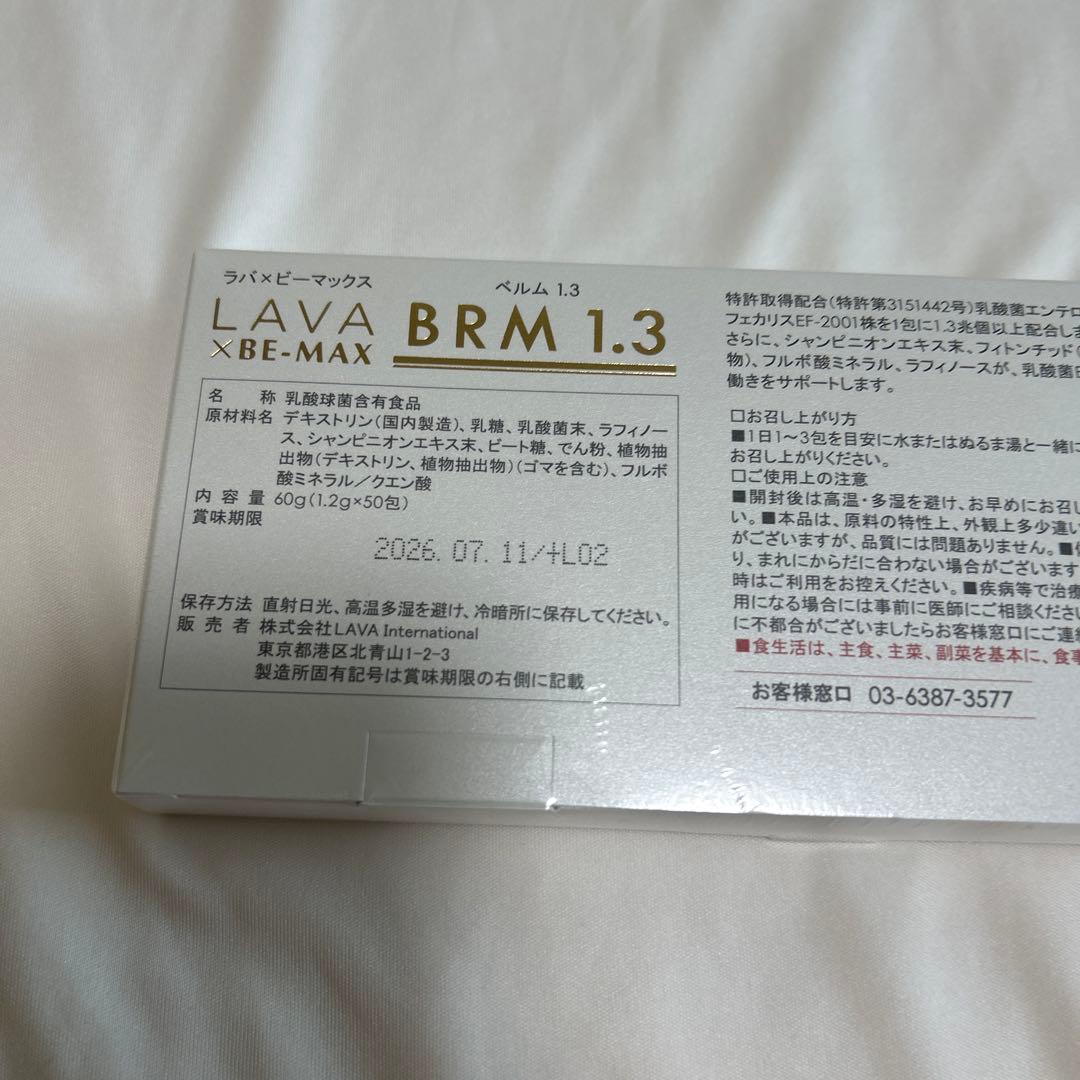 ラバ×ビーマックス
LAVA
×BE-MAX
ベルム 1.3
BRM 1.3
名 称 乳酸球菌含有食品
原材料名 デキストリン(国内製造)、乳糖、乳酸菌末、ラフィノー
ス、シャンピニオンエキス末、ビート糖、でん粉、植物抽
出物(デキストリン、植物抽出物)(ゴマを含む)、フルボ
酸ミネラル/クエン酸
内 容 量 60g(1.2g×50包)
賞味期限
2026.07.11/+L02
保存方法 直射日光、高温多湿を避け、冷暗所に保存してください。
販 売 者 株式会社LAVA International
東京都港区北青山1-2-3
製造所固有記号は賞味期限の右側に記載
特許取得配合(特許第3151442号)乳酸菌エンテロ
フェカリスEF-2001株を1包に1.3兆個以上配合しま
さらに、シャンピニオンエキス末、フィトンチッド(
物)、フルボ酸ミネラル、ラフィノースが、乳酸菌
働きをサポートします。
□お召し上がり方
■1日1〜3包を目安に水またはぬるま湯と一緒に
お召し上がりください。
□ご使用上の注意
■開封後は高温・多湿を避け、お早めにお召し
い。■本品は、原料の特性上、外観上多少違い
がございますが、品質には問題ありません。■
り、まれにからだに合わない場合がございます
時はご利用をお控えください。■疾病等で治療
用になる場合には事前に医師にご相談くださ
に不都合がございましたらお客様窓口にご連
■食生活は、主食、主菜、副菜を基本に、食
お客様窓口 03-6387-3577